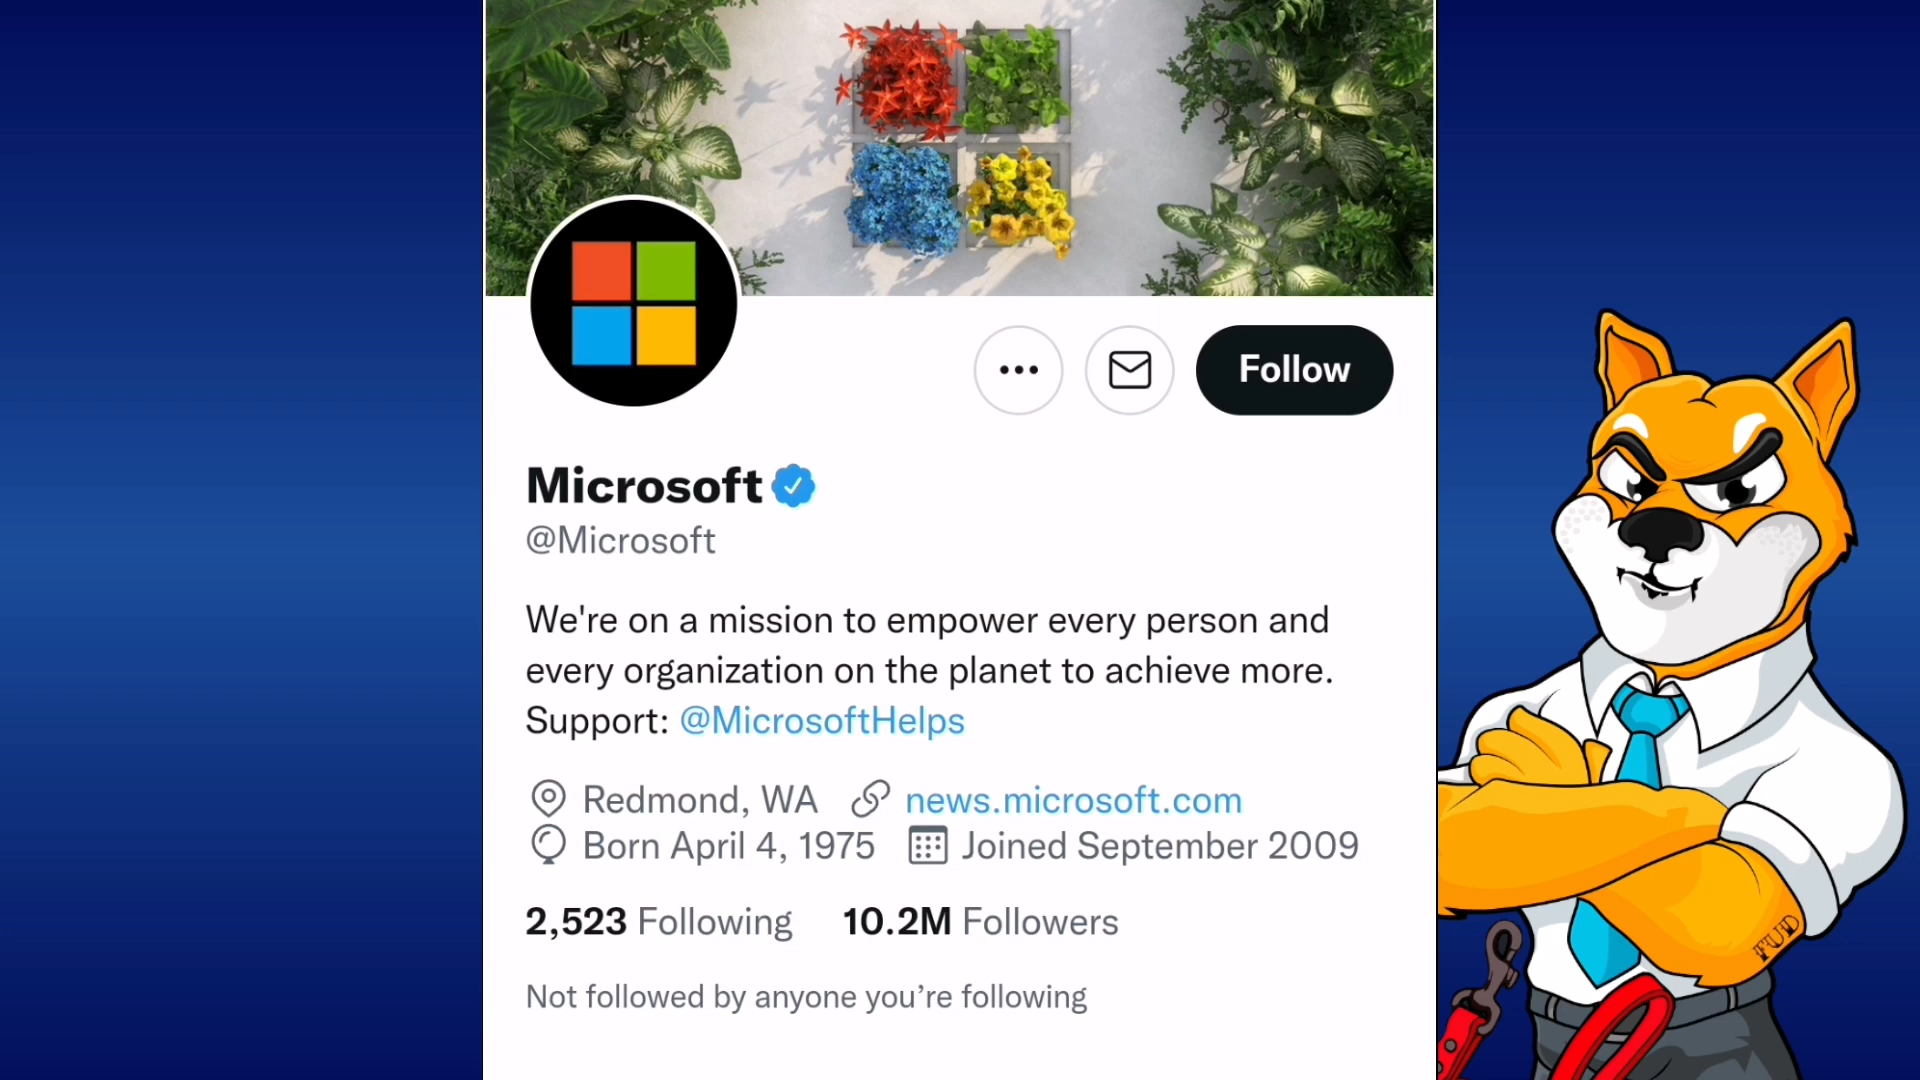 Follow
Microsoft
@Microsoft
We're on a mission to empower every person and
every organization on the planet to achieve more.
Support: @MicrosoftHelps
Redmond, WA news.microsoft.com
Born April 4, 1975 Joined September 2009
2,523 Following 10.2M Followers
Not followed by anyone you’re following
FUD